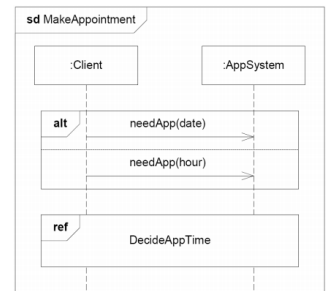 sd MakeAppointment
:Client
:AppSystem
alt
needApp(date)
needApp(hour)
ref
DecideAppTime